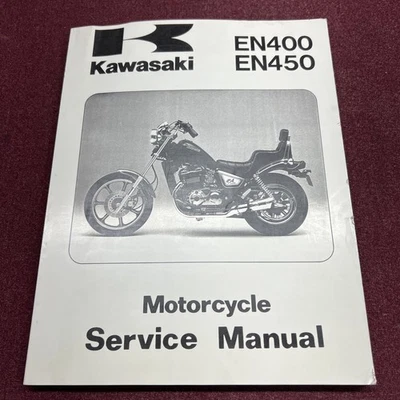 Kawasaki
EN400
EN450
Motorcycle
Service Manual